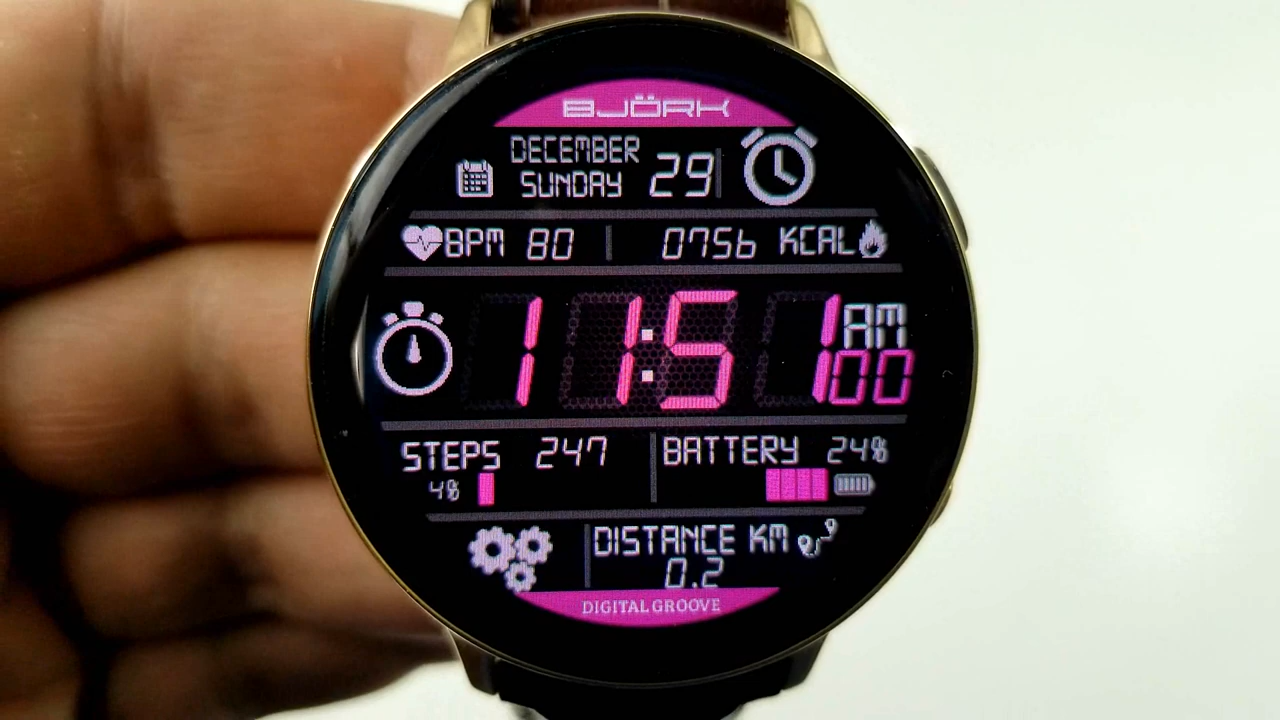 BJÖRK
DECEMBER
SUNDAY 29
BPM 80 | 0756 KCAL
11:51 AM
00
STEPS 247
4%
BATTERY 24%
DISTANCE KM
0.2
DIGITAL GROOVE